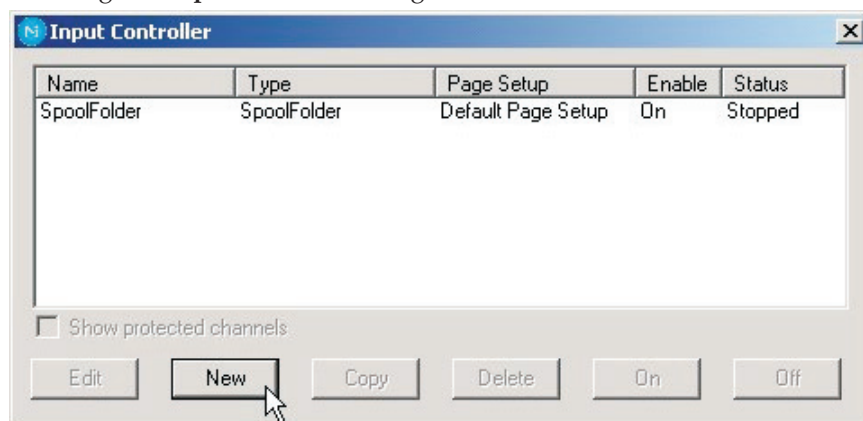 Input Controller
Name Type Page Setup Enable Status
SpoolFolder SpoolFolder Default Page Setup On Stopped
Show protected channels
Edit New Copy Delete On Off